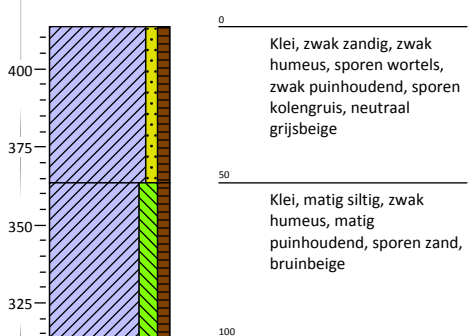 0
Klei, zwak zandig, zwak
humeus, sporen wortels,
zwak puinhoudend, sporen
kolengruis, neutraal
grijsbeige
400
375
50
Klei, matig siltig, zwak
humeus, matig
puinhoudend, sporen zand,
bruinbeige
350
325
100